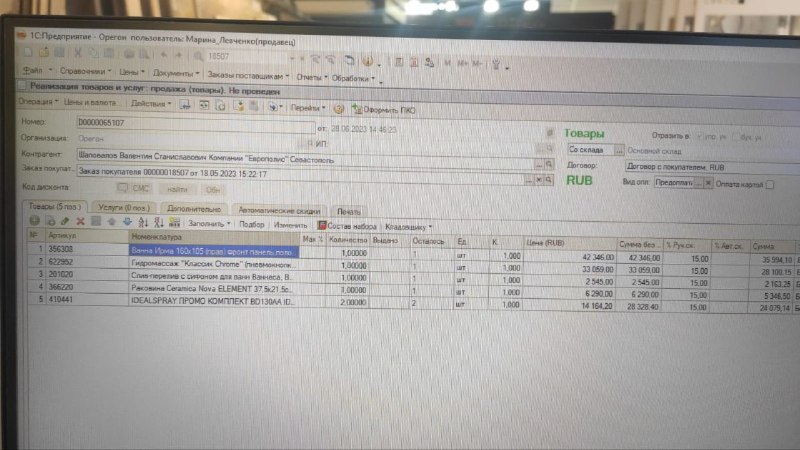 1С:Предприятие - Орегон пользователь: Марина_Левченко(продавец)
18507
M M+ M-
Файл Справочники Цены Документы Заказы поставщикам Отчеты Обработки
Реализация товаров и услуг: продажа (товары). Не проведен
Операция Цены и валюта... Действия Перейти Оформить ПКО
Номер: D0000065107 от: 28.06.2023 14:46:23
Товары Отразить в: упр. уч. бух. уч.
Организация: Орегон ИП
Со склада Основной склад
Контрагент: Шаповалов Валентин Станиславович Компании "Европолис" Севастополь
Договор: Договор с покупателем, RUB
Заказ покупат... Заказ покупателя 00000018507 от 18.05.2023 15:22:17
RUB Вид опл.: Предоплата Оплата картой
Код дисконта: СМС найти Обн
Товары (5 поз.) Услуги (0 поз.) Дополнительно Автоматические скидки Печать
Заполнить Подбор Изменить Состав набора Кладовщику
№ Артикул Номенклатура Мах % Количество Выдано Осталось Ед. К. Цена (RUB) Сумма без ... % Рук.ск. % Авт.ск. Сумма
1 356308 Ванна Ирма 160х105 (прав) фронт.панель,поло... 1,00000 1 шт 1,000 42 346,00 42 346,00 15,00 35 994,10
2 622952 Гидромассаж "Классик Chrome" (пневмокнопк... 1,00000 1 шт 1,000 33 059,00 33 059,00 15,00 28 100,15
3 201020 Слив-перелив с сифоном для ванн Ваннеса, В... 1,00000 1 шт 1,000 2 545,00 2 545,00 15,00 2 163,25
4 366220 Раковина Ceramica Nova ELEMENT 37.5х21.5с... 1,00000 1 шт 1,000 6 290,00 6 290,00 15,00 5 346,50
5 410441 IDEALSPRAY ПРОМО КОМПЛЕКТ BD130AA ID... 2,00000 2 шт 1,000 14 164,20 28 328,40 15,00 24 079,14